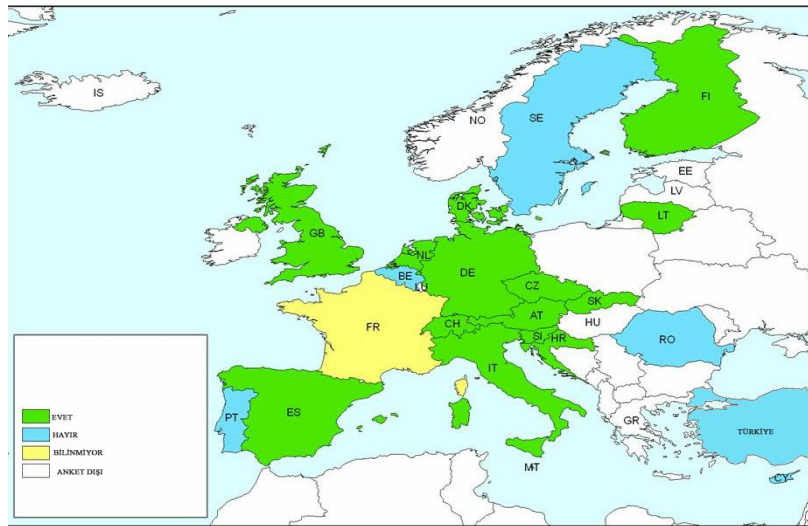 IS
NO
SE
FI
EE
LV
LT
DK
GB
NL
DE
BE
LU
CZ
SK
FR
CH
AT
HU
RO
SI
HR
IT
PT
ES
GR
TÜRKİYE
MT
CY
EVET
HAYIR
BİLİNMİYOR
ANKET DIŞI